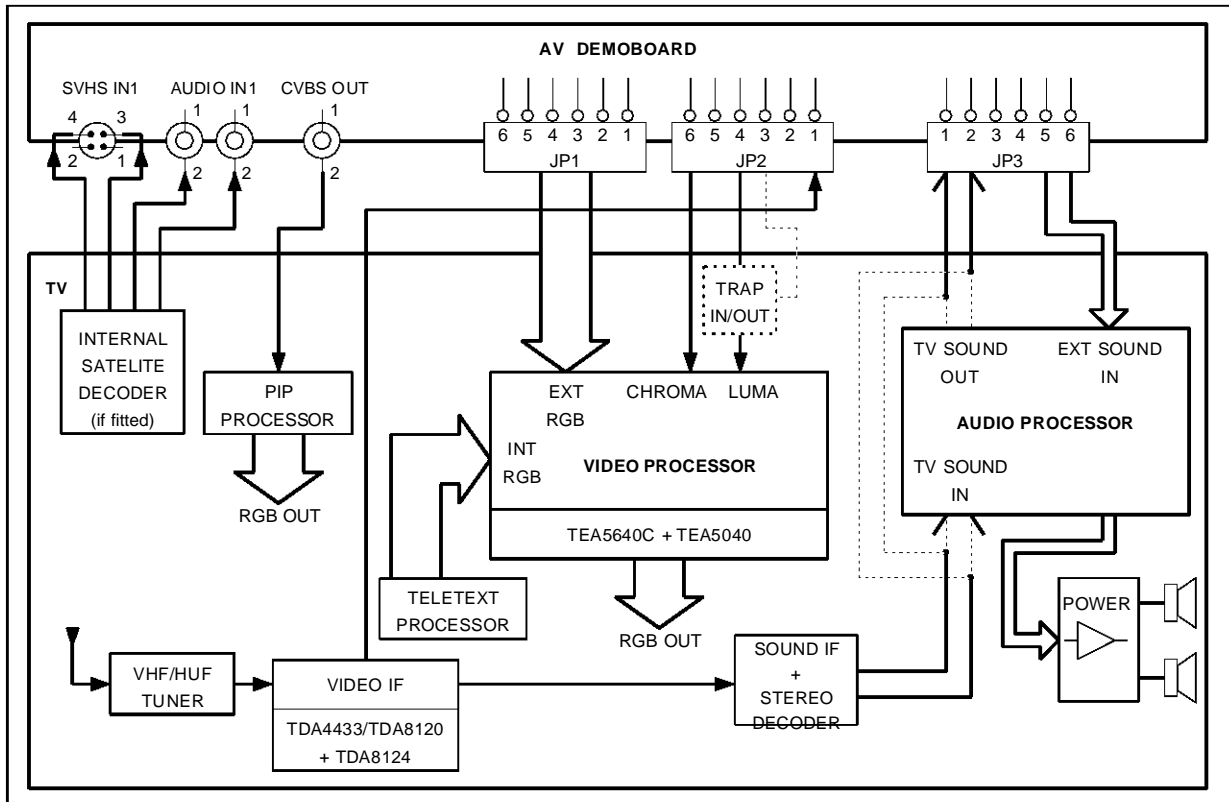 AV DEMOBOARD
SVHS IN1
AUDIO IN1
CVBS OUT
4 3
2 1
1 1
2 2
1
2
6 5 4 3 2 1
JP1
6 5 4 3 2 1
JP2
1 2 3 4 5 6
JP3
TV
INTERNAL
SATELITE
DECODER
(if fitted)
PIP
PROCESSOR
RGB OUT
TRAP
IN/OUT
EXT
RGB
CHROMA
LUMA
INT
RGB
VIDEO PROCESSOR
TEA5640C + TEA5040
RGB OUT
TELETEXT
PROCESSOR
TV SOUND
OUT
EXT SOUND
IN
AUDIO PROCESSOR
TV SOUND
IN
POWER
VHF/HUF
TUNER
VIDEO IF
TDA4433/TDA8120
+ TDA8124
SOUND IF
+
STEREO
DECODER